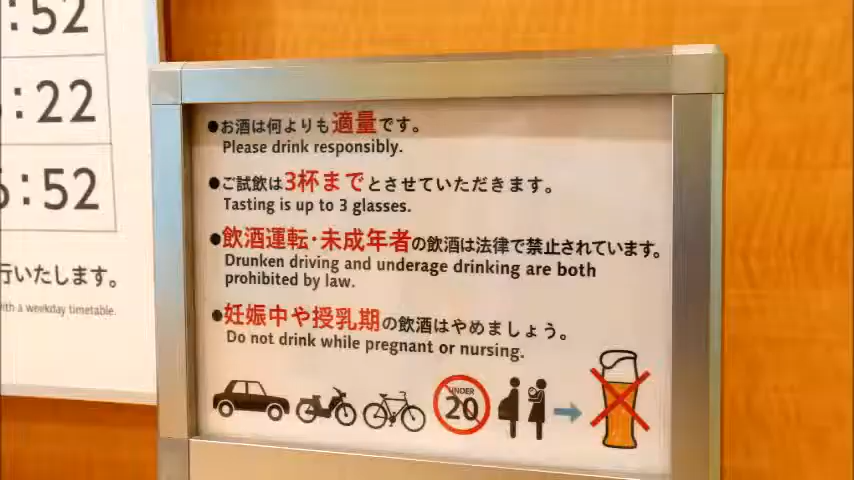 :52
:22
:52
行いたします。
ith a weekday timetable.
●お酒は何よりも適量です。
Please drink responsibly.
●ご試飲は3杯までとさせていただきます。
Tasting is up to 3 glasses.
●飲酒運転・未成年者の飲酒は法律で禁止されています。
Drunken driving and underage drinking are both
prohibited by law.
●妊娠中や授乳期の飲酒はやめましょう。
Do not drink while pregnant or nursing.
UNDER
20